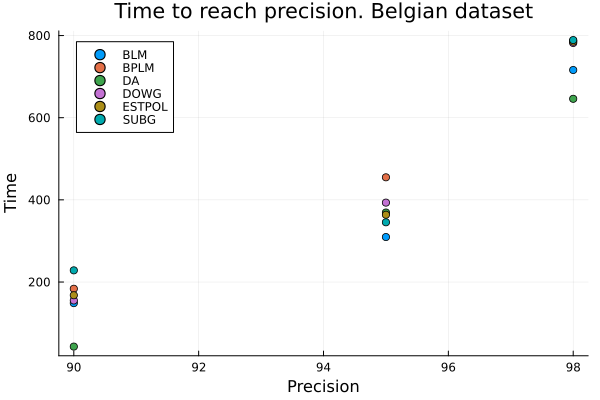 Time to reach precision. Belgian dataset
800
600
400
200
Time
BLM
BPLM
DA
DOWG
ESTPOL
SUBG
90 92 94 96 98
Precision